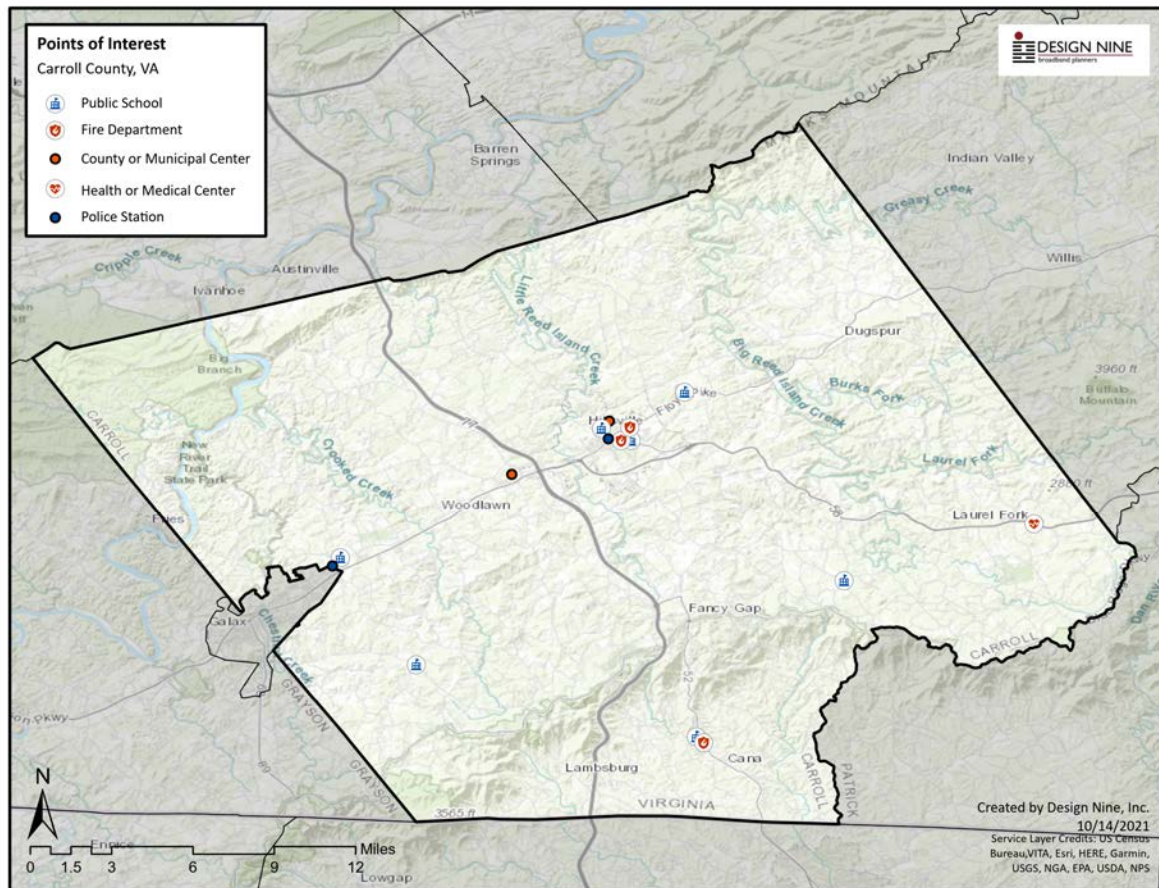 Points of Interest
Carroll County, VA
Public School
Fire Department
County or Municipal Center
Health or Medical Center
Police Station
DESIGN NINE
broadband planners
MOUNTAIN
Barren
Springs
Indian Valley
Greasy Creek
Cripple Creek
Austinville
Willis
Ivanhoe
Little Reed Island Creek
Big
Branch
Dugspur
Big Reed Island Creek
Burks Fork
3960 ft
Buffalo
Mountain
Pike
CARROLL
77
New
River
Trail
State Park
Crooked Creek
Laurel Fork
2880 ft
Woodlawn
58
Laurel Fork
Fries
Galax
Chestnut Creek
Fancy Gap
CARROLL
Dan River
52
GRAYSON
Pkwy
89
GRAYSON
Lambsburg
Cana
CARROLL
PATRICK
VIRGINIA
3565 ft
N
Miles
0 1.5 3 6 9 12
Lowgap
Created by Design Nine, Inc.
10/14/2021
Service Layer Credits: US Census
Bureau,VITA, Esri, HERE, Garmin,
USGS, NGA, EPA, USDA, NPS